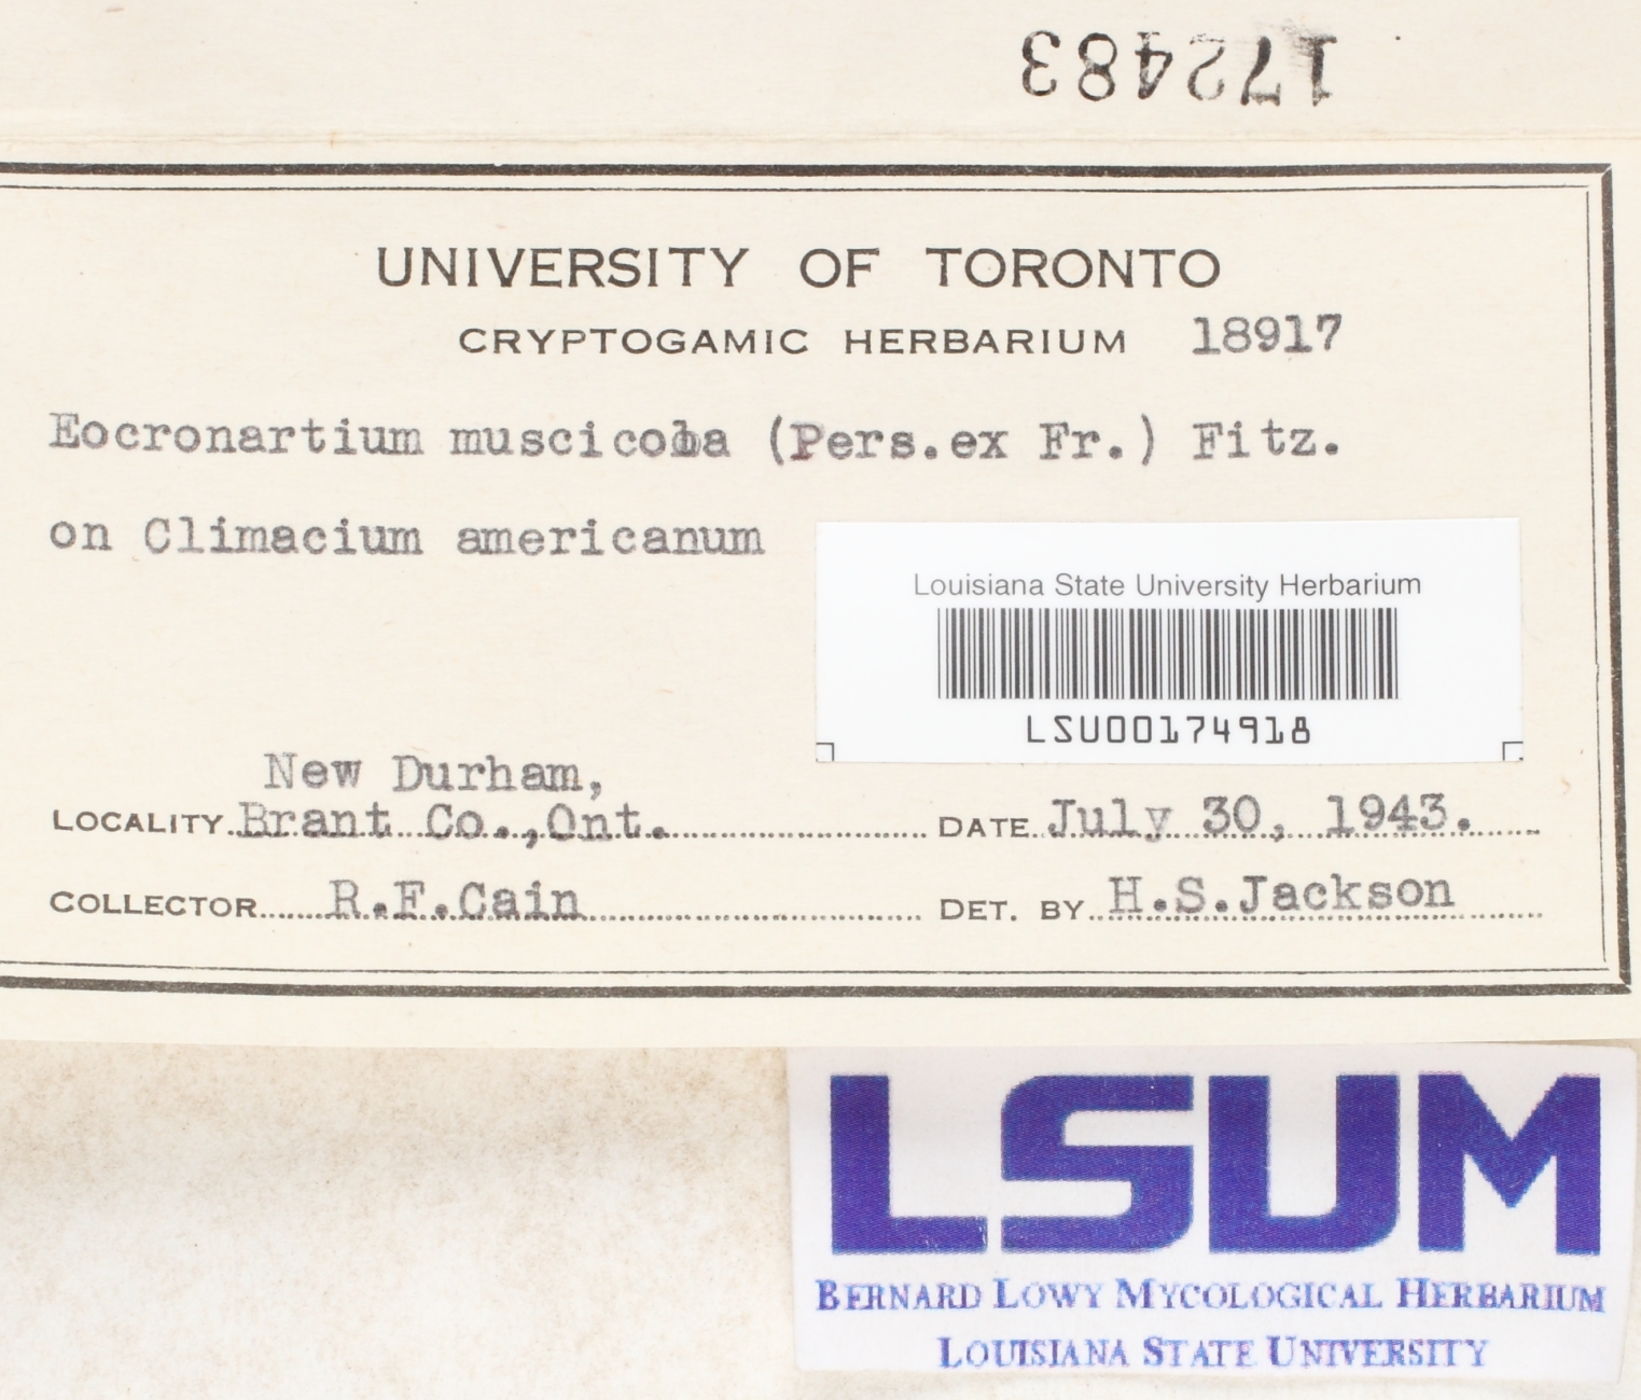 172483
UNIVERSITY OF TORONTO
CRYPTOGAMIC HERBARIUM 18917
Eocronartium muscicola (Pers.ex Fr.) Fitz.
on Climacium americanum
Louisiana State University Herbarium
LSU00174918
New Durham,
LOCALITY Brant Co.,Ont. DATE July 30, 1943.
COLLECTOR R.F.Cain DET. BY H.S.Jackson
LSUM
BERNARD LOWY MYCOLOGICAL HERBARIUM
LOUISIANA STATE UNIVERSITY